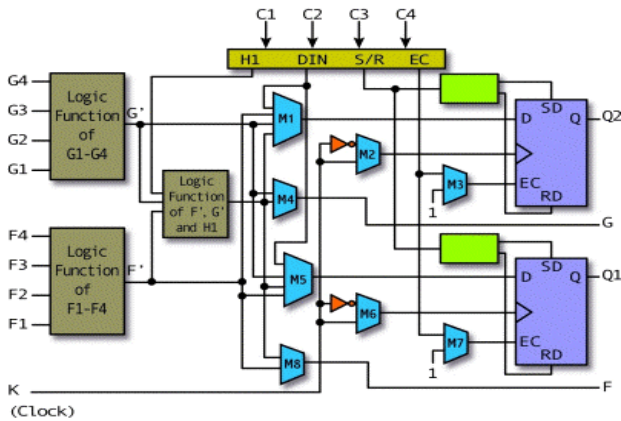 C1 C2 C3 C4
H1 DIN S/R EC
G4
G3
G2
G1
Logic
Function
of
G1-G4
G'
M1
M2
M3
1
SD
D Q
EC
RD
Q2
Logic
Function
of F', G'
and H1
M4
G
F4
F3
F2
F1
Logic
Function
of
F1-F4
F'
M5
M6
M7
1
SD
D Q
EC
RD
Q1
M8
F
K
(Clock)